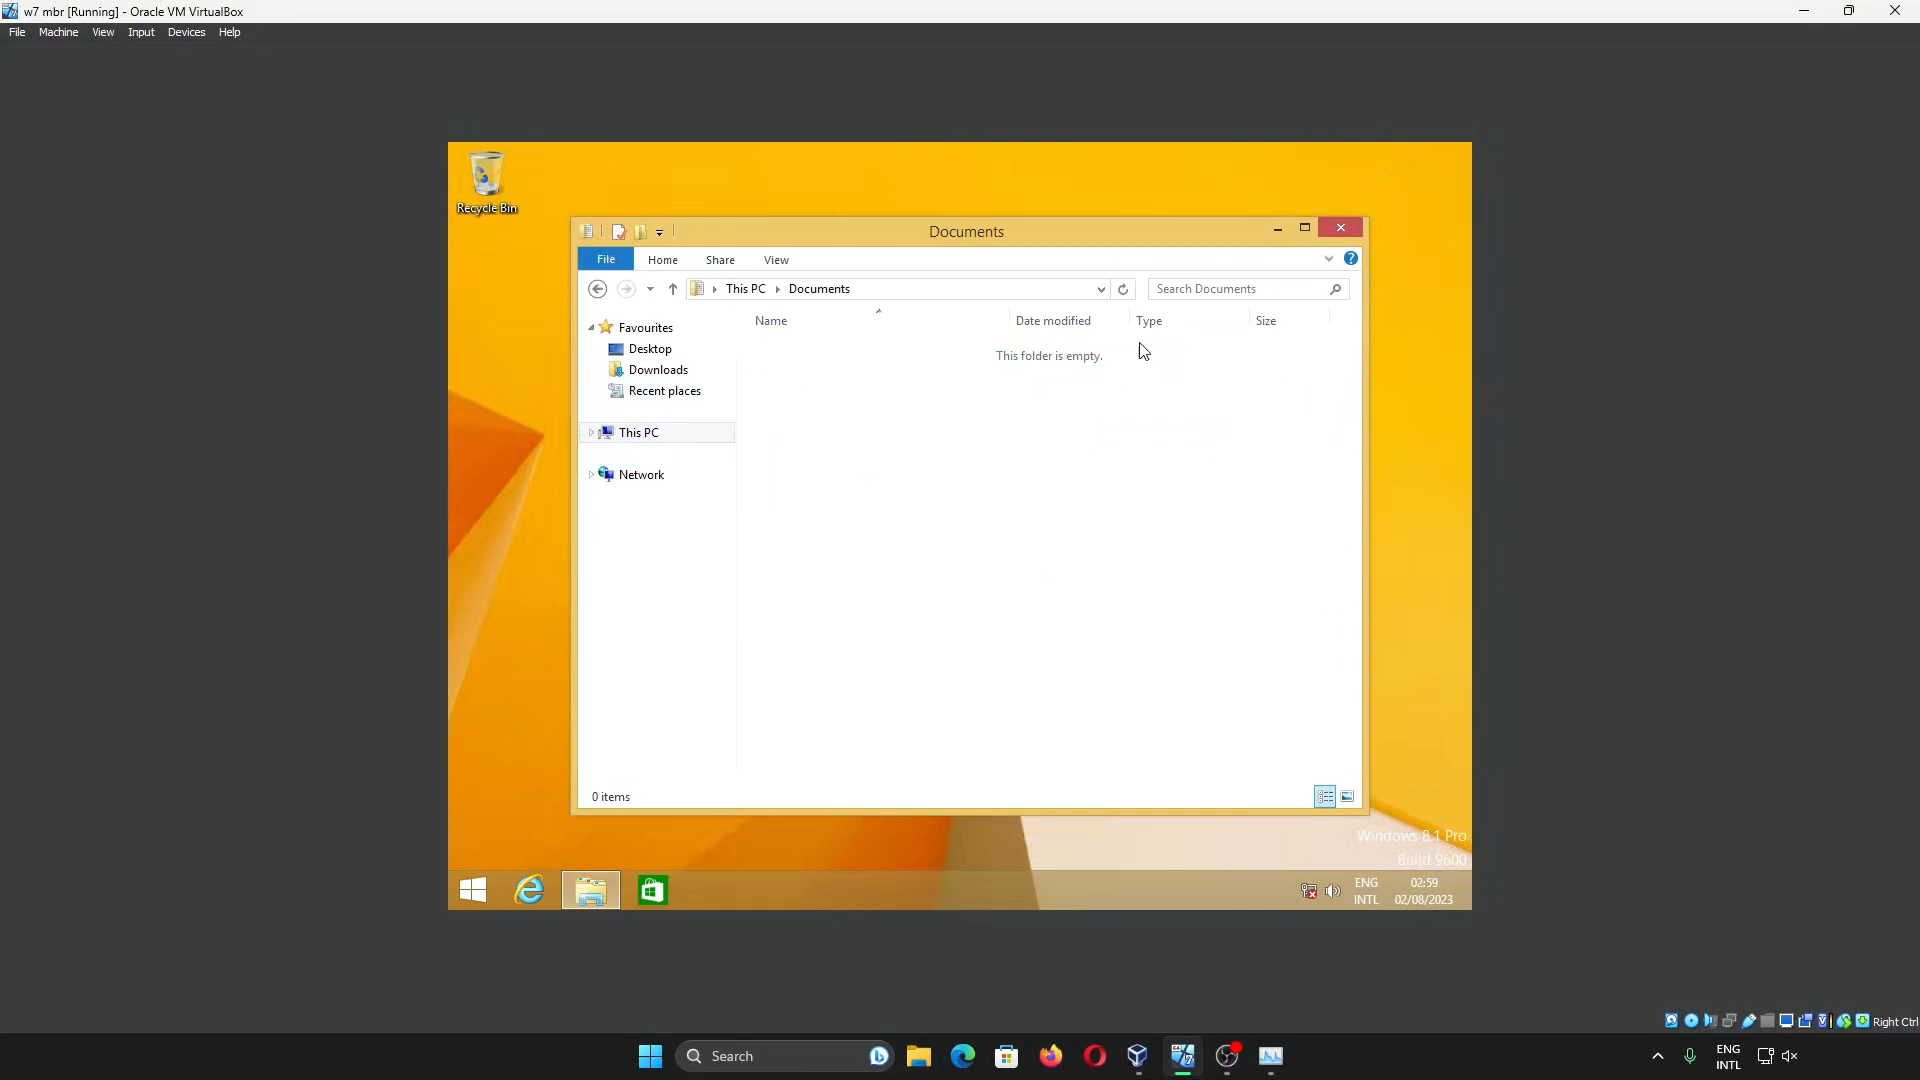 w7 mbr [Running] - Oracle VM VirtualBox
File Machine View Input Devices Help
Recycle Bin
Documents
File Home Share View
This PC Documents
Search Documents
Name Date modified Type Size
This folder is empty.
Favourites
Desktop
Downloads
Recent places
This PC
Network
0 items
Windows 8.1 Pro
Build 9600
ENG
INTL
02:59
02/08/2023
Right Ctrl
Search
ENG
INTL